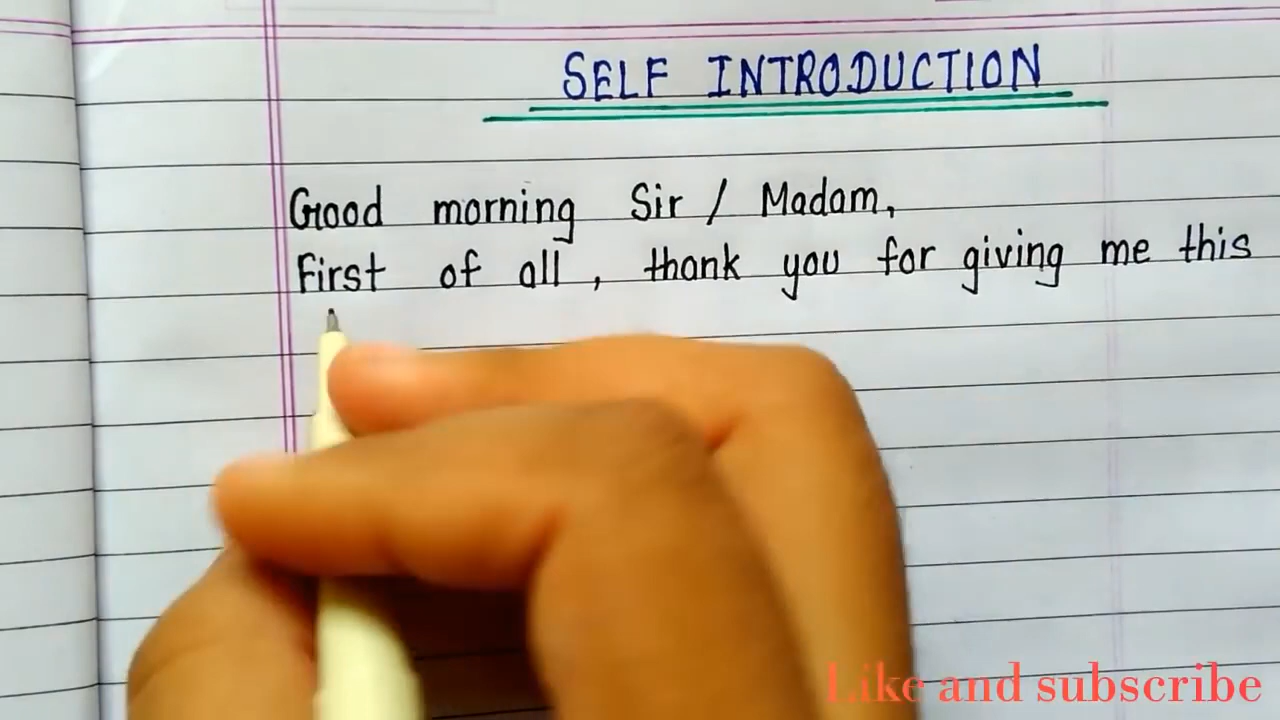 SELF INTRODUCTION
Good morning Sir / Madam,
First of all, thank you for giving me this
Like and subscribe